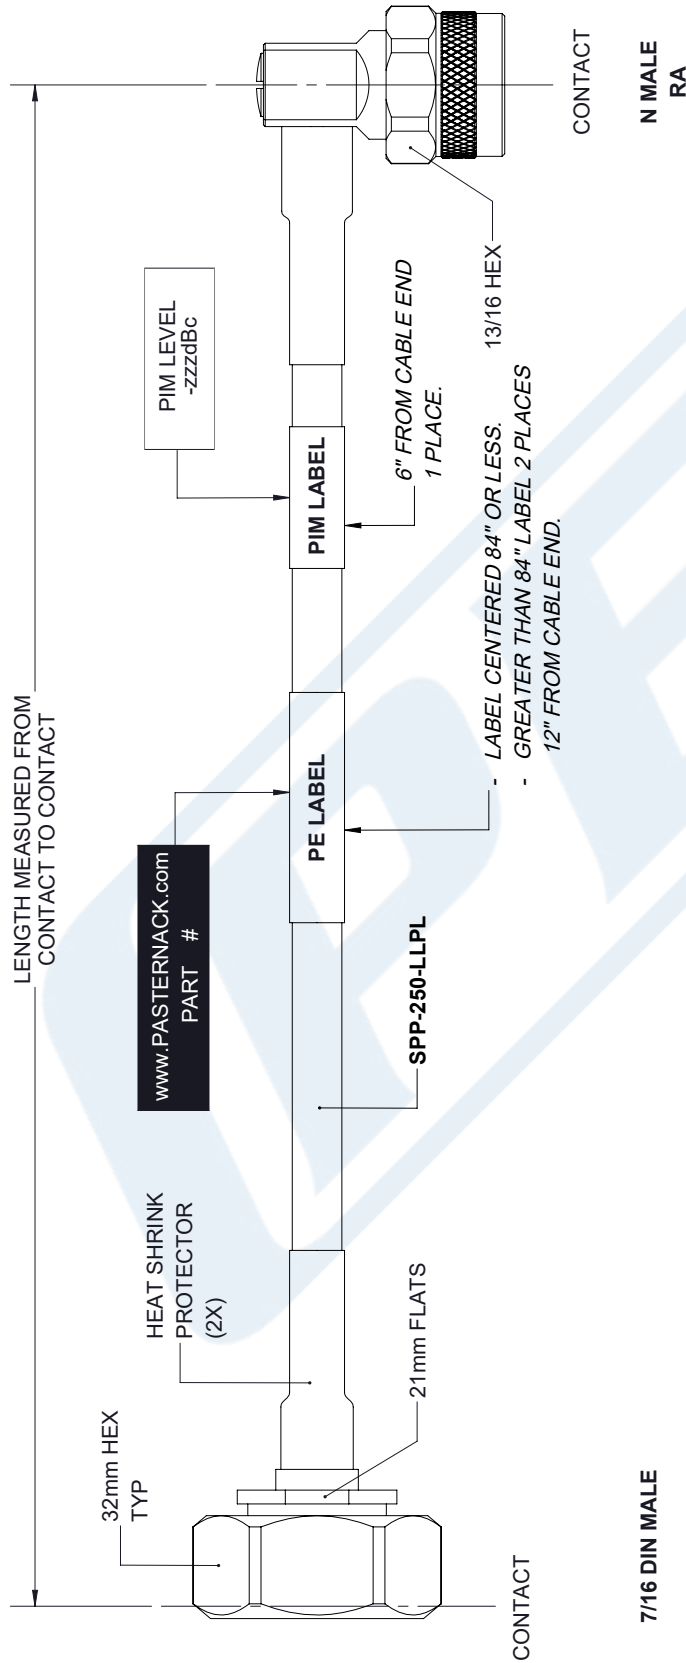 LENGTH MEASURED FROM
CONTACT TO CONTACT
32mm HEX
TYP
HEAT SHRINK
PROTECTOR
(2X)
www.PASTERNACK.com
PART #
PIM LEVEL
-zzzdBc
PE LABEL
PIM LABEL
21mm FLATS
SPP-250-LLPL
- LABEL CENTERED 84" OR LESS.
- GREATER THAN 84" LABEL 2 PLACES
12" FROM CABLE END.
6" FROM CABLE END
1 PLACE.
13/16 HEX
CONTACT
CONTACT
7/16 DIN MALE
N MALE
RA